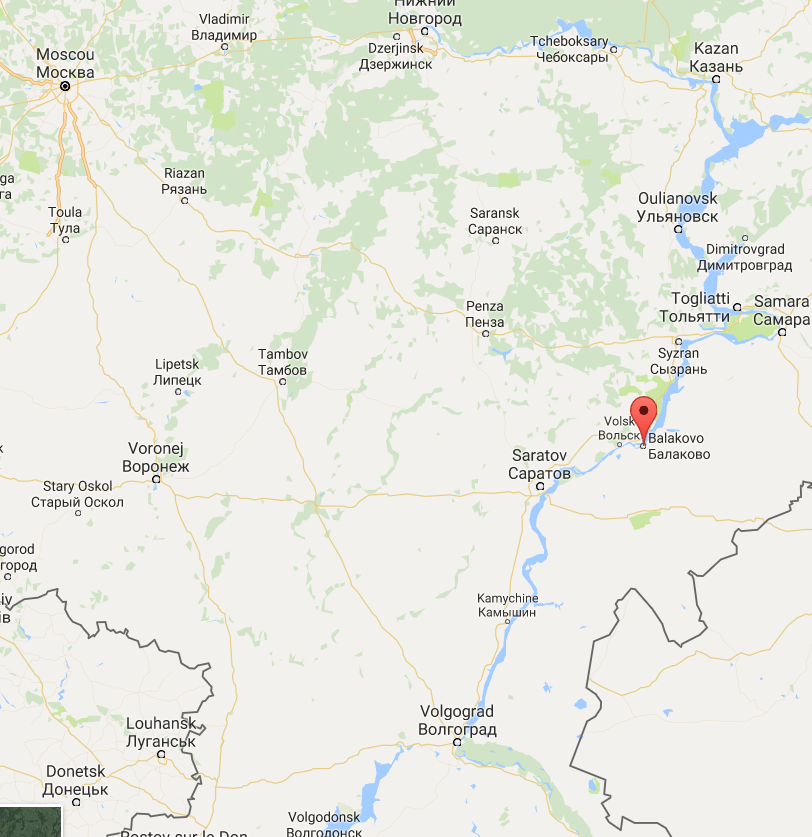 Нижний
Новгород
Vladimir
Владимир
Moscou
Москва
Dzerjinsk
Дзержинск
Tcheboksary
Чебоксары
Kazan
Казань
Riazan
Рязань
Toula
Тула
Saransk
Саранск
Oulianovsk
Ульяновск
Dimitrovgrad
Димитровград
Togliatti
Тольятти
Samara
Самара
Penza
Пенза
Syzran
Сызрань
Tambov
Тамбов
Lipetsk
Липецк
Volsk
Вольск
Balakovo
Балаково
Voronej
Воронеж
Saratov
Саратов
Stary Oskol
Старый Оскол
gorod
город
Kamychine
Камышин
Volgograd
Волгоград
Louhansk
Луганськ
Donetsk
Донецьк
Volgodonsk
Волгодонск
Rostov-sur-le-Don